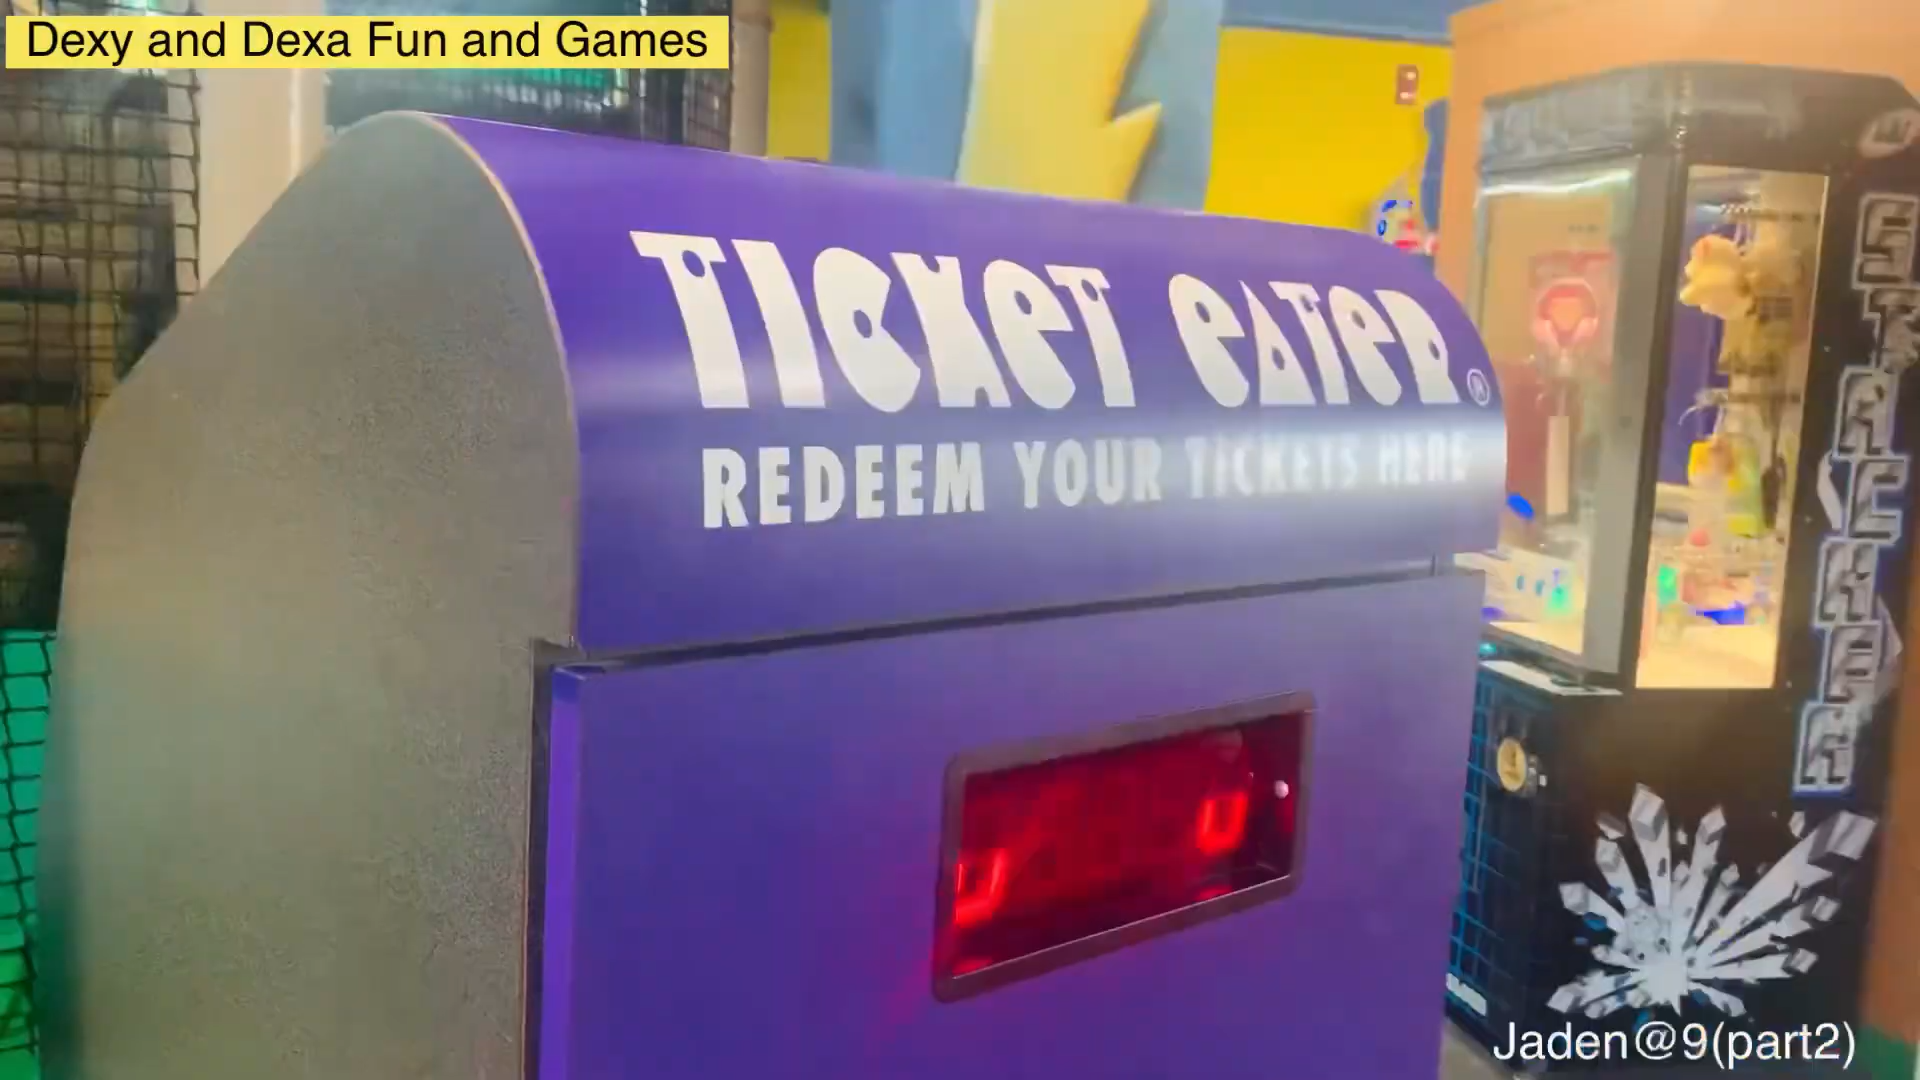 Dexy and Dexa Fun and Games
TICKET EATER®
REDEEM YOUR TICKETS HERE
STACKER
Jaden@9(part2)